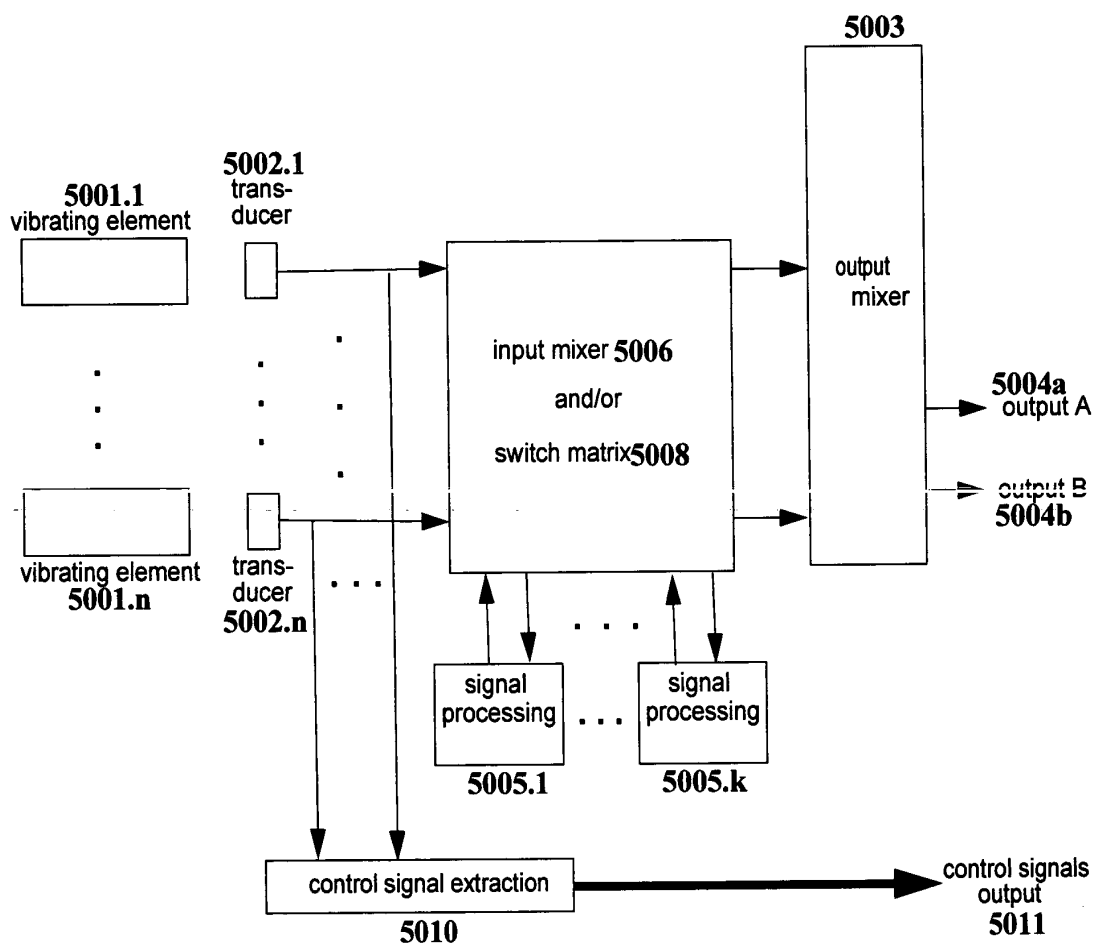 5003
5002.1
trans-
ducer
5001.1
vibrating element
output
mixer
input mixer 5006
and/or
switch matrix 5008
5004a
output A
output B
5004b
vibrating element
5001.n
trans-
ducer
5002.n
signal
processing
5005.1
signal
processing
5005.k
control signal extraction
5010
control signals
output
5011